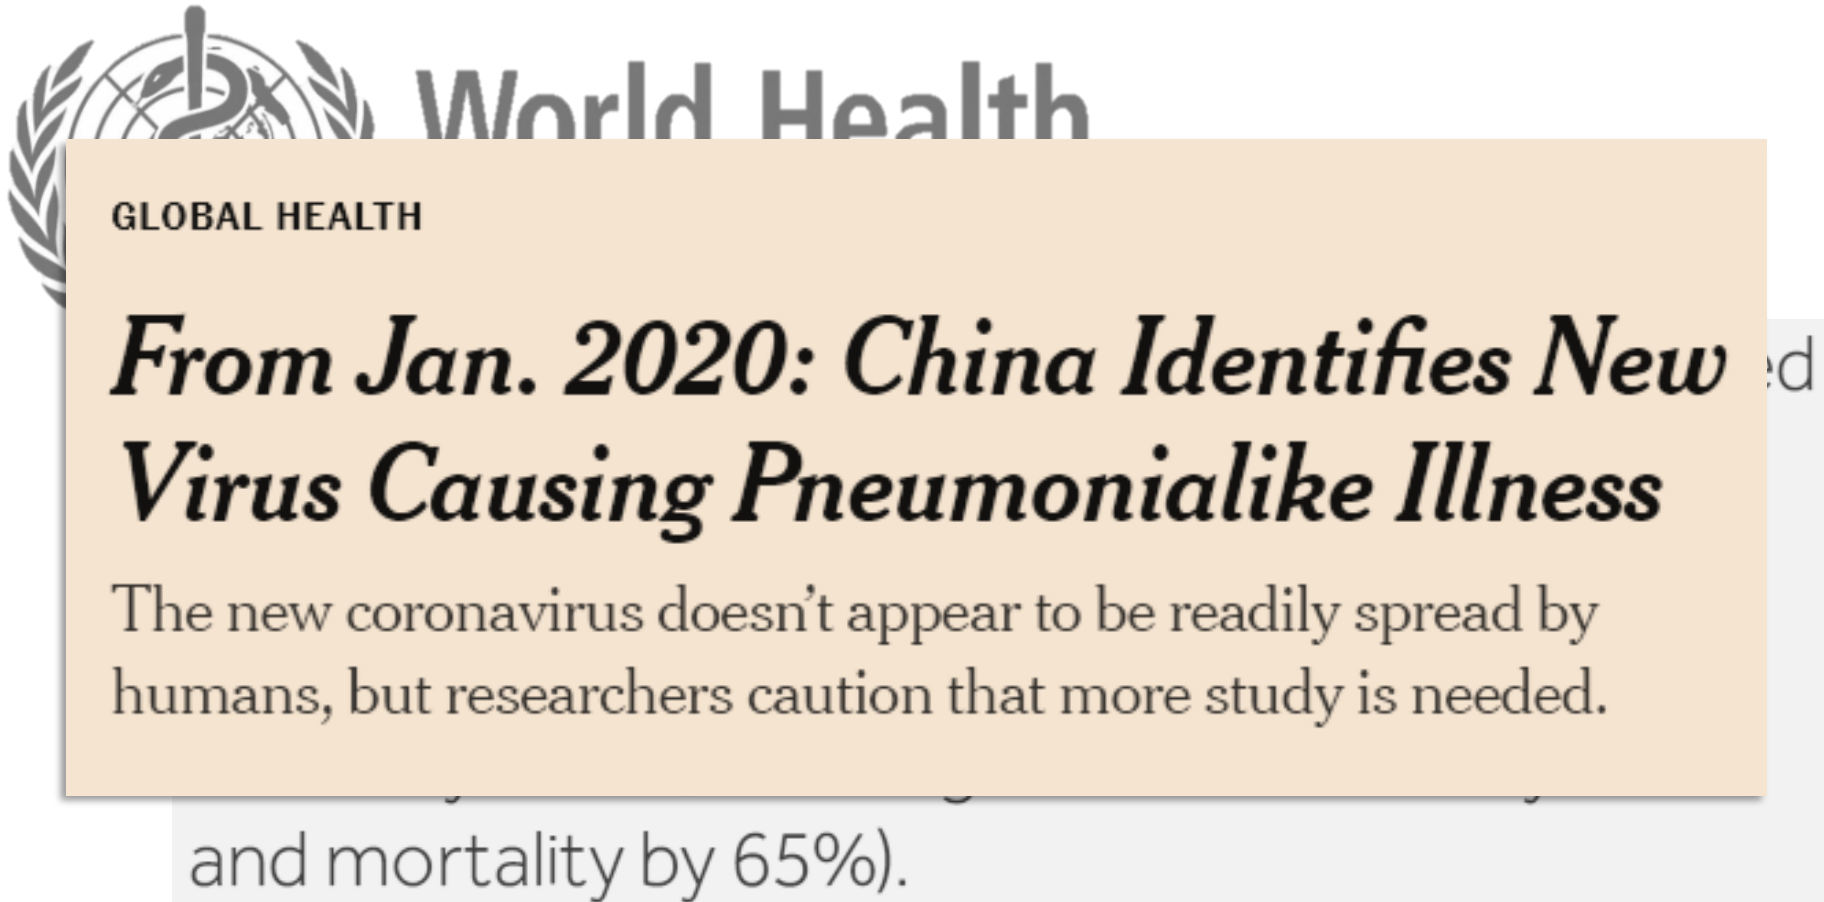 World Health
GLOBAL HEALTH
From Jan. 2020: China Identifies New
Virus Causing Pneumonialike Illness
The new coronavirus doesn’t appear to be readily spread by
humans, but researchers caution that more study is needed.
and mortality by 65%).